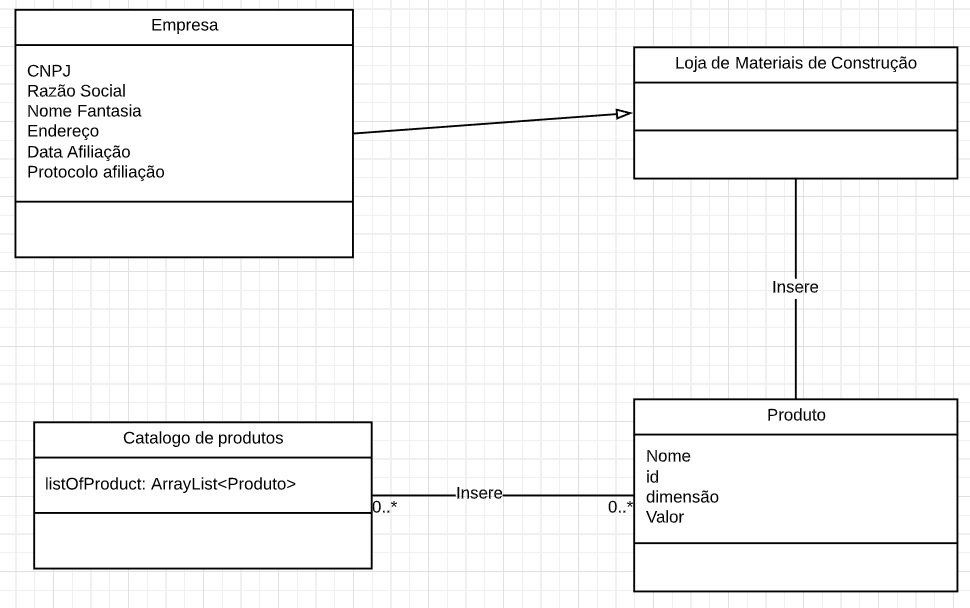 Empresa
CNPJ
Razão Social
Nome Fantasia
Endereço
Data Afiliação
Protocolo afiliação
Loja de Materiais de Construção
Insere
Catalogo de produtos
listOfProduct: ArrayList<Produto>
Insere
0..*
0..*
Produto
Nome
id
dimensão
Valor